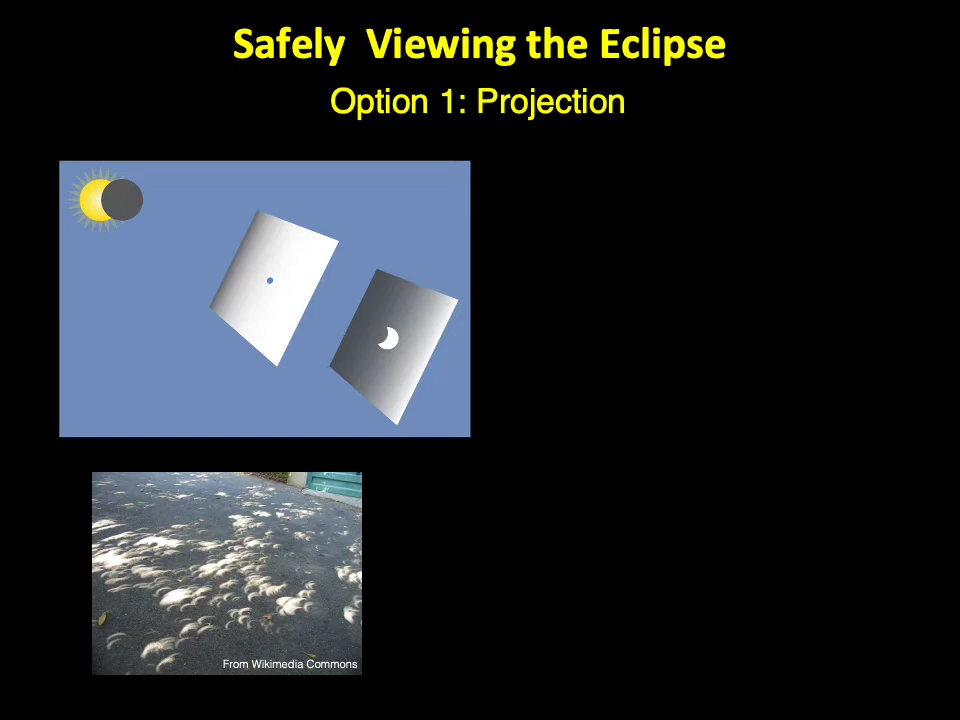 Safely  Viewing the Eclipse
Option 1: Projection
From Wikimedia Commons